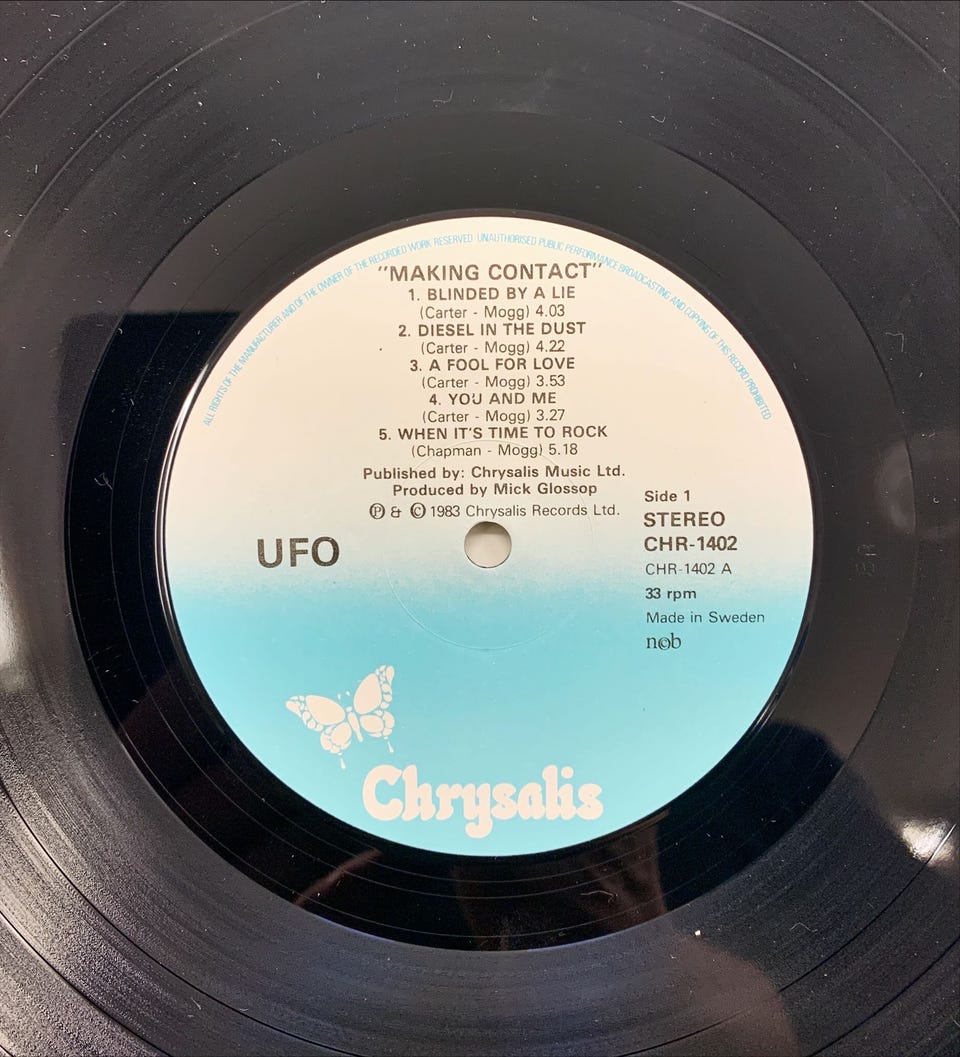 ALL RIGHTS OF THE MANUFACTURER AND OF THE OWNER OF THE RECORDED WORK RESERVED UNAUTHORISED PUBLIC PERFORMANCE BROADCASTING AND COPYING OF THIS RECORD PROHIBITED
"MAKING CONTACT"
1. BLINDED BY A LIE
(Carter - Mogg) 4.03
2. DIESEL IN THE DUST
(Carter - Mogg) 4.22
3. A FOOL FOR LOVE
(Carter - Mogg) 3.53
4. YOU AND ME
(Carter - Mogg) 3.27
5. WHEN IT'S TIME TO ROCK
(Chapman - Mogg) 5.18
Published by: Chrysalis Music Ltd.
Produced by Mick Glossop
℗ & © 1983 Chrysalis Records Ltd.
UFO
Side 1
STEREO
CHR-1402
CHR-1402 A
33 rpm
Made in Sweden
n©b
Chrysalis